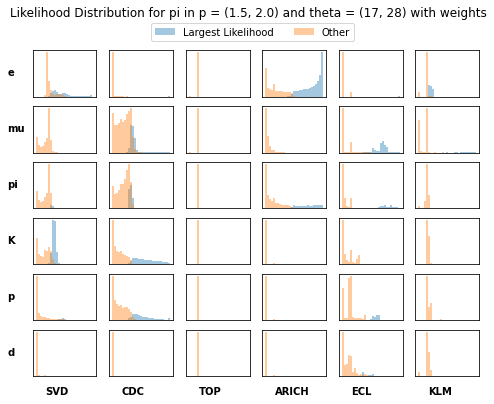 Likelihood Distribution for pi in p = (1.5, 2.0) and theta = (17, 28) with weights
Largest Likelihood Other
e
mu
pi
K
p
d
SVD CDC TOP ARICH ECL KLM